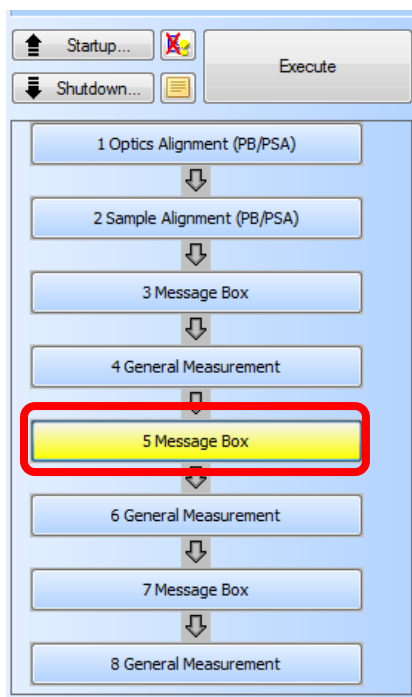 Startup...
Execute
Shutdown...
1 Optics Alignment (PB/PSA)
2 Sample Alignment (PB/PSA)
3 Message Box
4 General Measurement
5 Message Box
6 General Measurement
7 Message Box
8 General Measurement